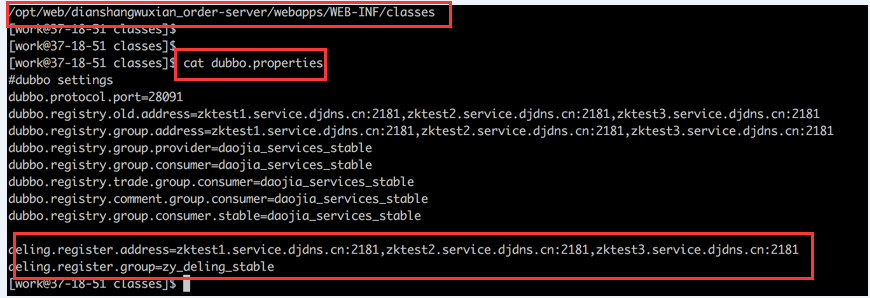 /opt/web/dianshangwuxian_order-server/webapps/WEB-INF/classes
[work@37-18-51 classes]$
[work@37-18-51 classes]$
[work@37-18-51 classes]$ cat dubbo.properties
#dubbo settings
dubbo.protocol.port=28091
dubbo.registry.old.address=zktest1.service.djdns.cn:2181,zktest2.service.djdns.cn:2181,zktest3.service.djdns.cn:2181
dubbo.registry.group.address=zktest1.service.djdns.cn:2181,zktest2.service.djdns.cn:2181,zktest3.service.djdns.cn:2181
dubbo.registry.group.provider=daojia_services_stable
dubbo.registry.group.consumer=daojia_services_stable
dubbo.registry.trade.group.consumer=daojia_services_stable
dubbo.registry.comment.group.consumer=daojia_services_stable
dubbo.registry.group.consumer.stable=daojia_services_stable
deling.register.address=zktest1.service.djdns.cn:2181,zktest2.service.djdns.cn:2181,zktest3.service.djdns.cn:2181
deling.register.group=zy_deling_stable
[work@37-18-51 classes]$